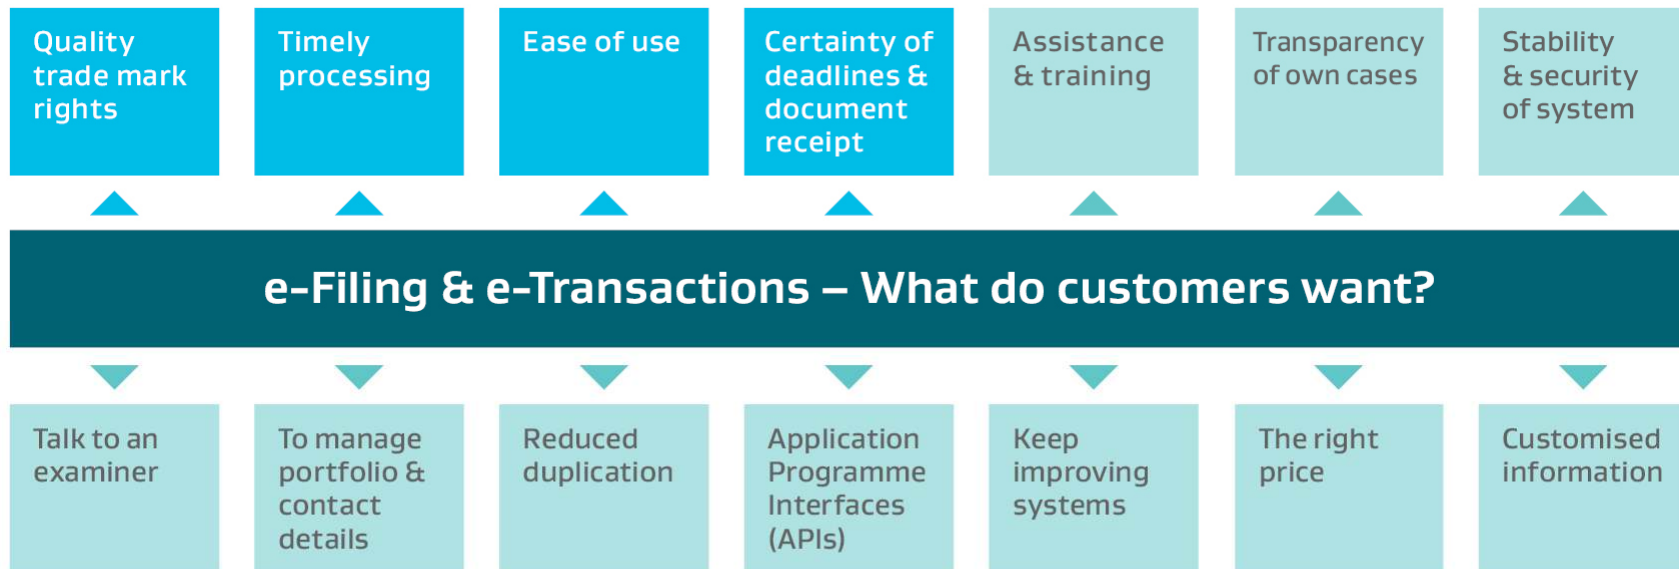 Quality
trade mark
rights
Timely
processing
Ease of use
Certainty of
deadlines &
document
receipt
Assistance
& training
Transparency
of own cases
Stability
& security
of system
e-Filing & e-Transactions – What do customers want?
Talk to an
examiner
To manage
portfolio &
contact
details
Reduced
duplication
Application
Programme
Interfaces
(APIs)
Keep
improving
systems
The right
price
Customised
information